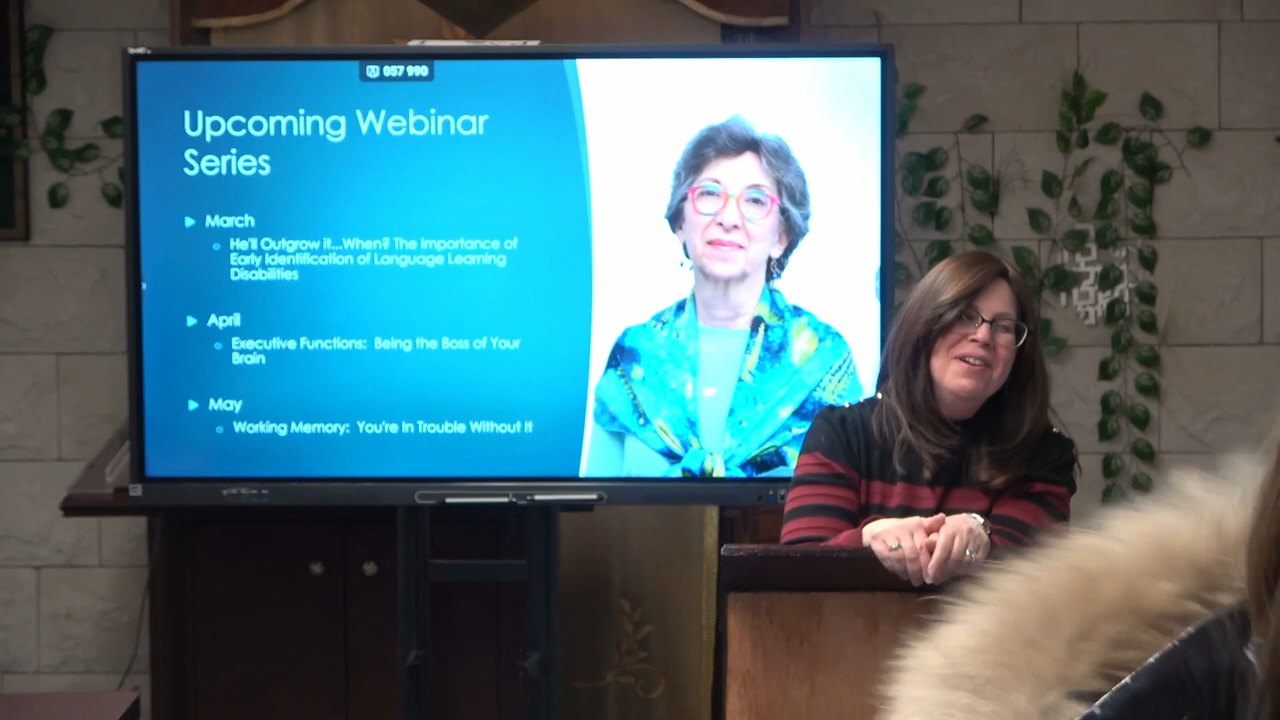 SMART
057 990
Upcoming Webinar
Series
March
He'll Outgrow it...When? The Importance of
Early Identification of Language Learning
Disabilities
April
Executive Functions: Being the Boss of Your
Brain
May
Working Memory: You're In Trouble Without It